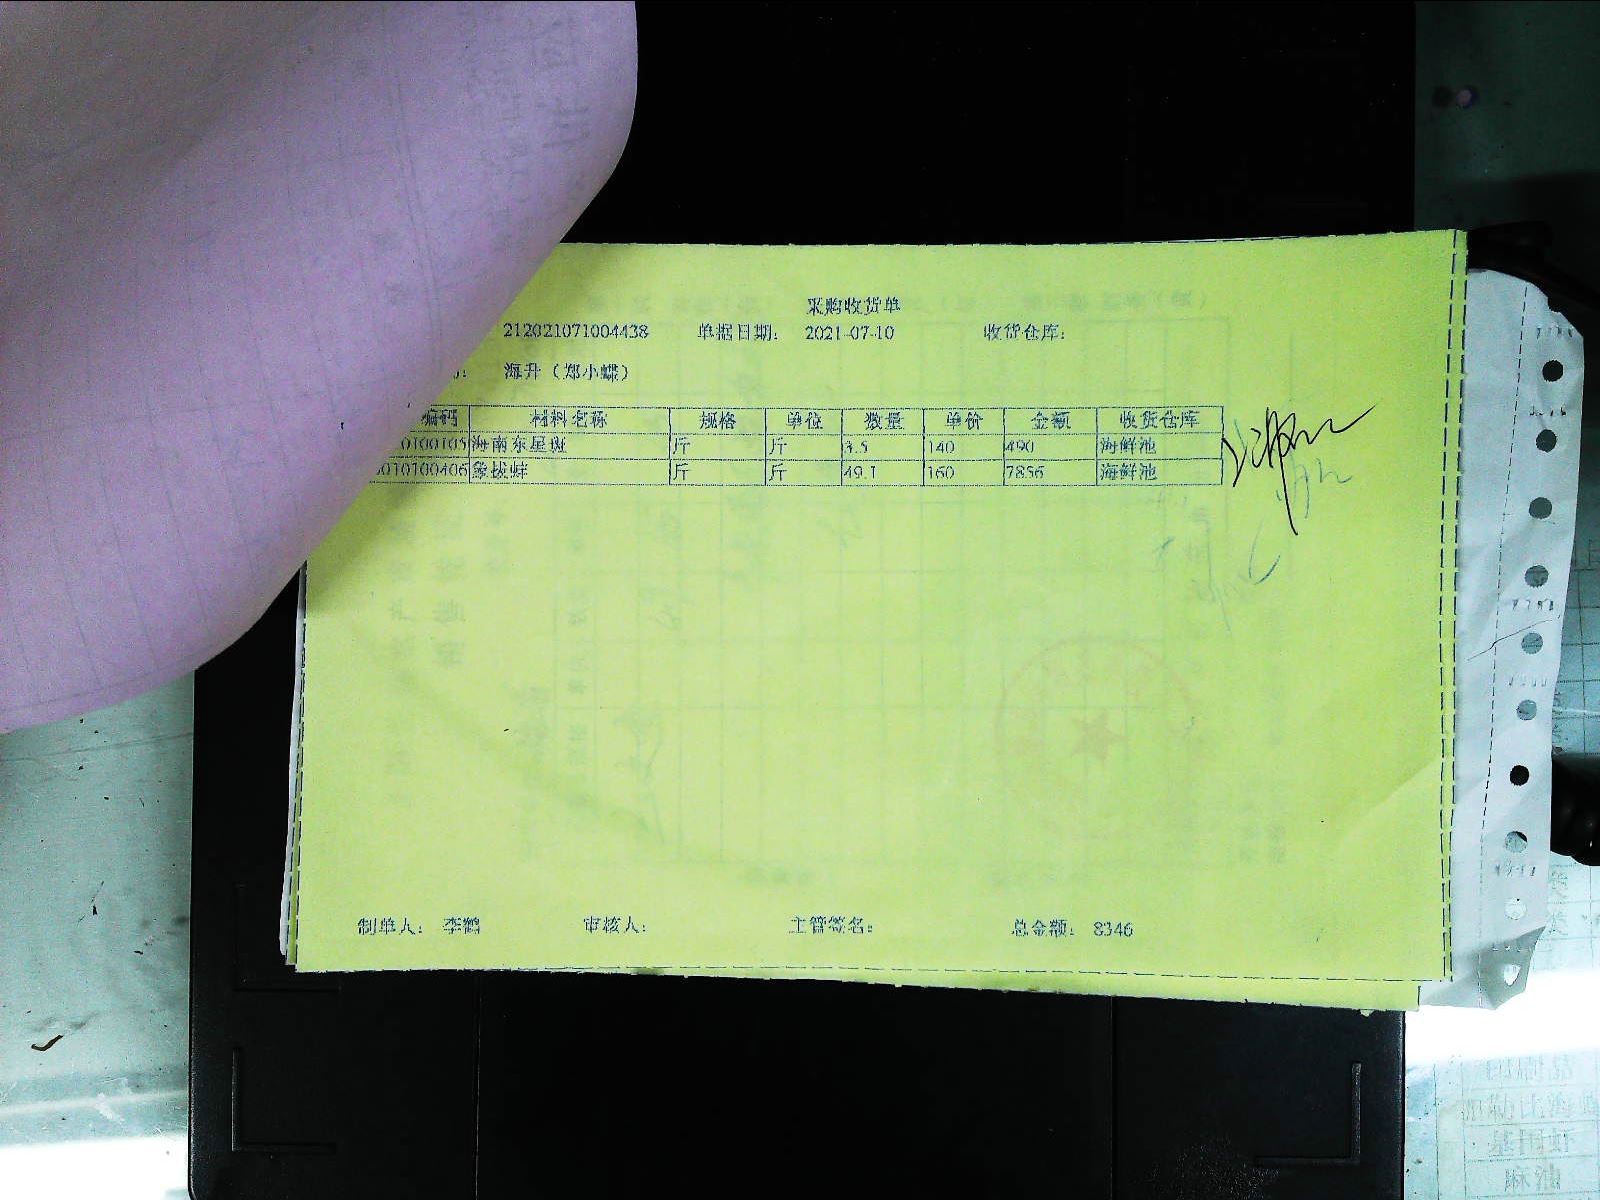 采购收货单
212021071004438 单据日期： 2021-07-10 收货仓库：
海升（郑小蝶）
编码 材料名称 规格 单位 数量 单价 金额 收货仓库
0100105 海南东星斑 斤 斤 3.5 140 490 海鲜池
0010100406 象拔蚌 斤 斤 49.1 160 7856 海鲜池
制单人： 李鹤 审核人： 主管签名： 总金额： 8346